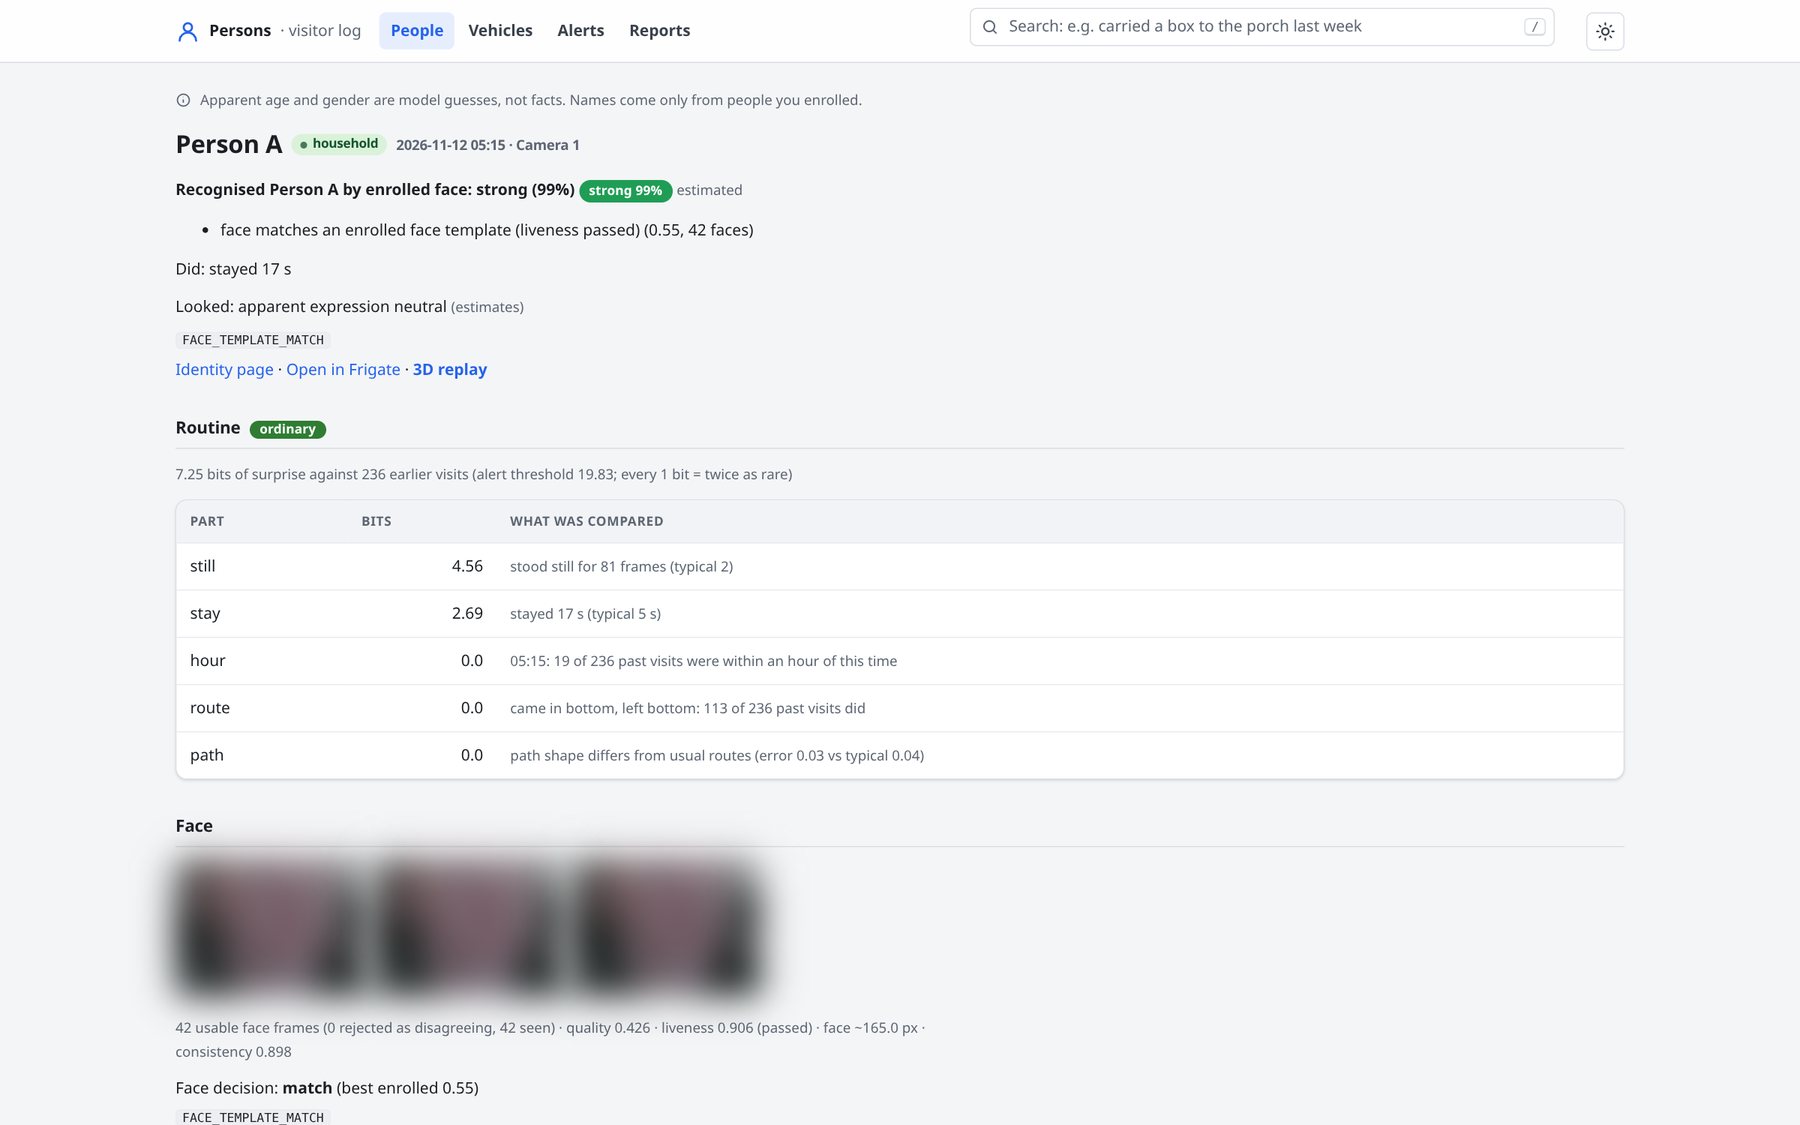 Persons · visitor log People Vehicles Alerts Reports Search: e.g. carried a box to the porch last week /
Apparent age and gender are model guesses, not facts. Names come only from people you enrolled.
Person A household 2026-11-12 05:15 · Camera 1
Recognised Person A by enrolled face: strong (99%) strong 99% estimated
• face matches an enrolled face template (liveness passed) (0.55, 42 faces)
Did: stayed 17 s
Looked: apparent expression neutral (estimates)
FACE_TEMPLATE_MATCH
Identity page · Open in Frigate · 3D replay
Routine ordinary
7.25 bits of surprise against 236 earlier visits (alert threshold 19.83; every 1 bit = twice as rare)
PART BITS WHAT WAS COMPARED
still 4.56 stood still for 81 frames (typical 2)
stay 2.69 stayed 17 s (typical 5 s)
hour 0.0 05:15: 19 of 236 past visits were within an hour of this time
route 0.0 came in bottom, left bottom: 113 of 236 past visits did
path 0.0 path shape differs from usual routes (error 0.03 vs typical 0.04)
Face
42 usable face frames (0 rejected as disagreeing, 42 seen) · quality 0.426 · liveness 0.906 (passed) · face ~165.0 px ·
consistency 0.898
Face decision: match (best enrolled 0.55)
FACE_TEMPLATE_MATCH